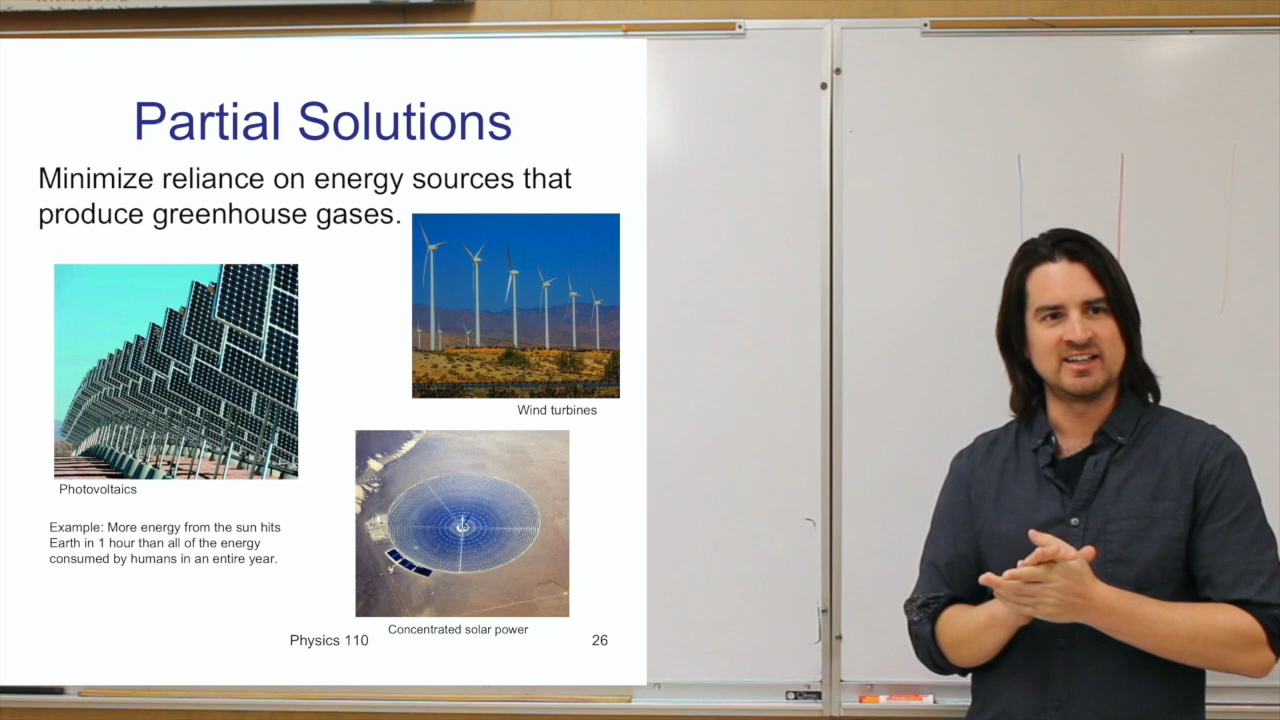 Partial Solutions
Minimize reliance on energy sources that
produce greenhouse gases.
Wind turbines
Photovoltaics
Example: More energy from the sun hits
Earth in 1 hour than all of the energy
consumed by humans in an entire year.
Concentrated solar power
Physics 110
26